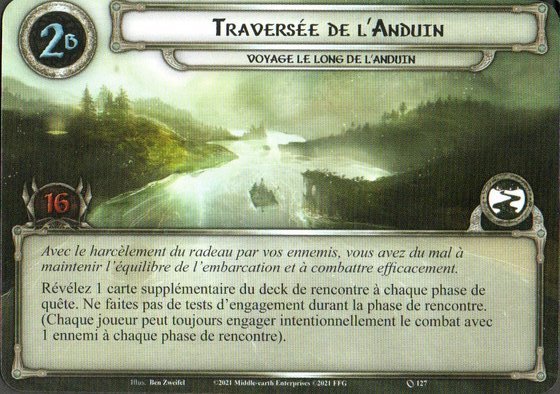 2B
TRAVERSÉE DE L'ANDUIN
VOYAGE LE LONG DE L'ANDUIN
16
Avec le harcèlement du radeau par vos ennemis, vous avez du mal à
maintenir l'équilibre de l'embarcation et à combattre efficacement.
Révélez 1 carte supplémentaire du deck de rencontre à chaque phase de
quête. Ne faites pas de tests d'engagement durant la phase de rencontre.
(Chaque joueur peut toujours engager intentionnellement le combat avec
1 ennemi à chaque phase de rencontre).
Illus. Ben Zweifel ©2021 Middle-earth Enterprises ©2021 FFG 127